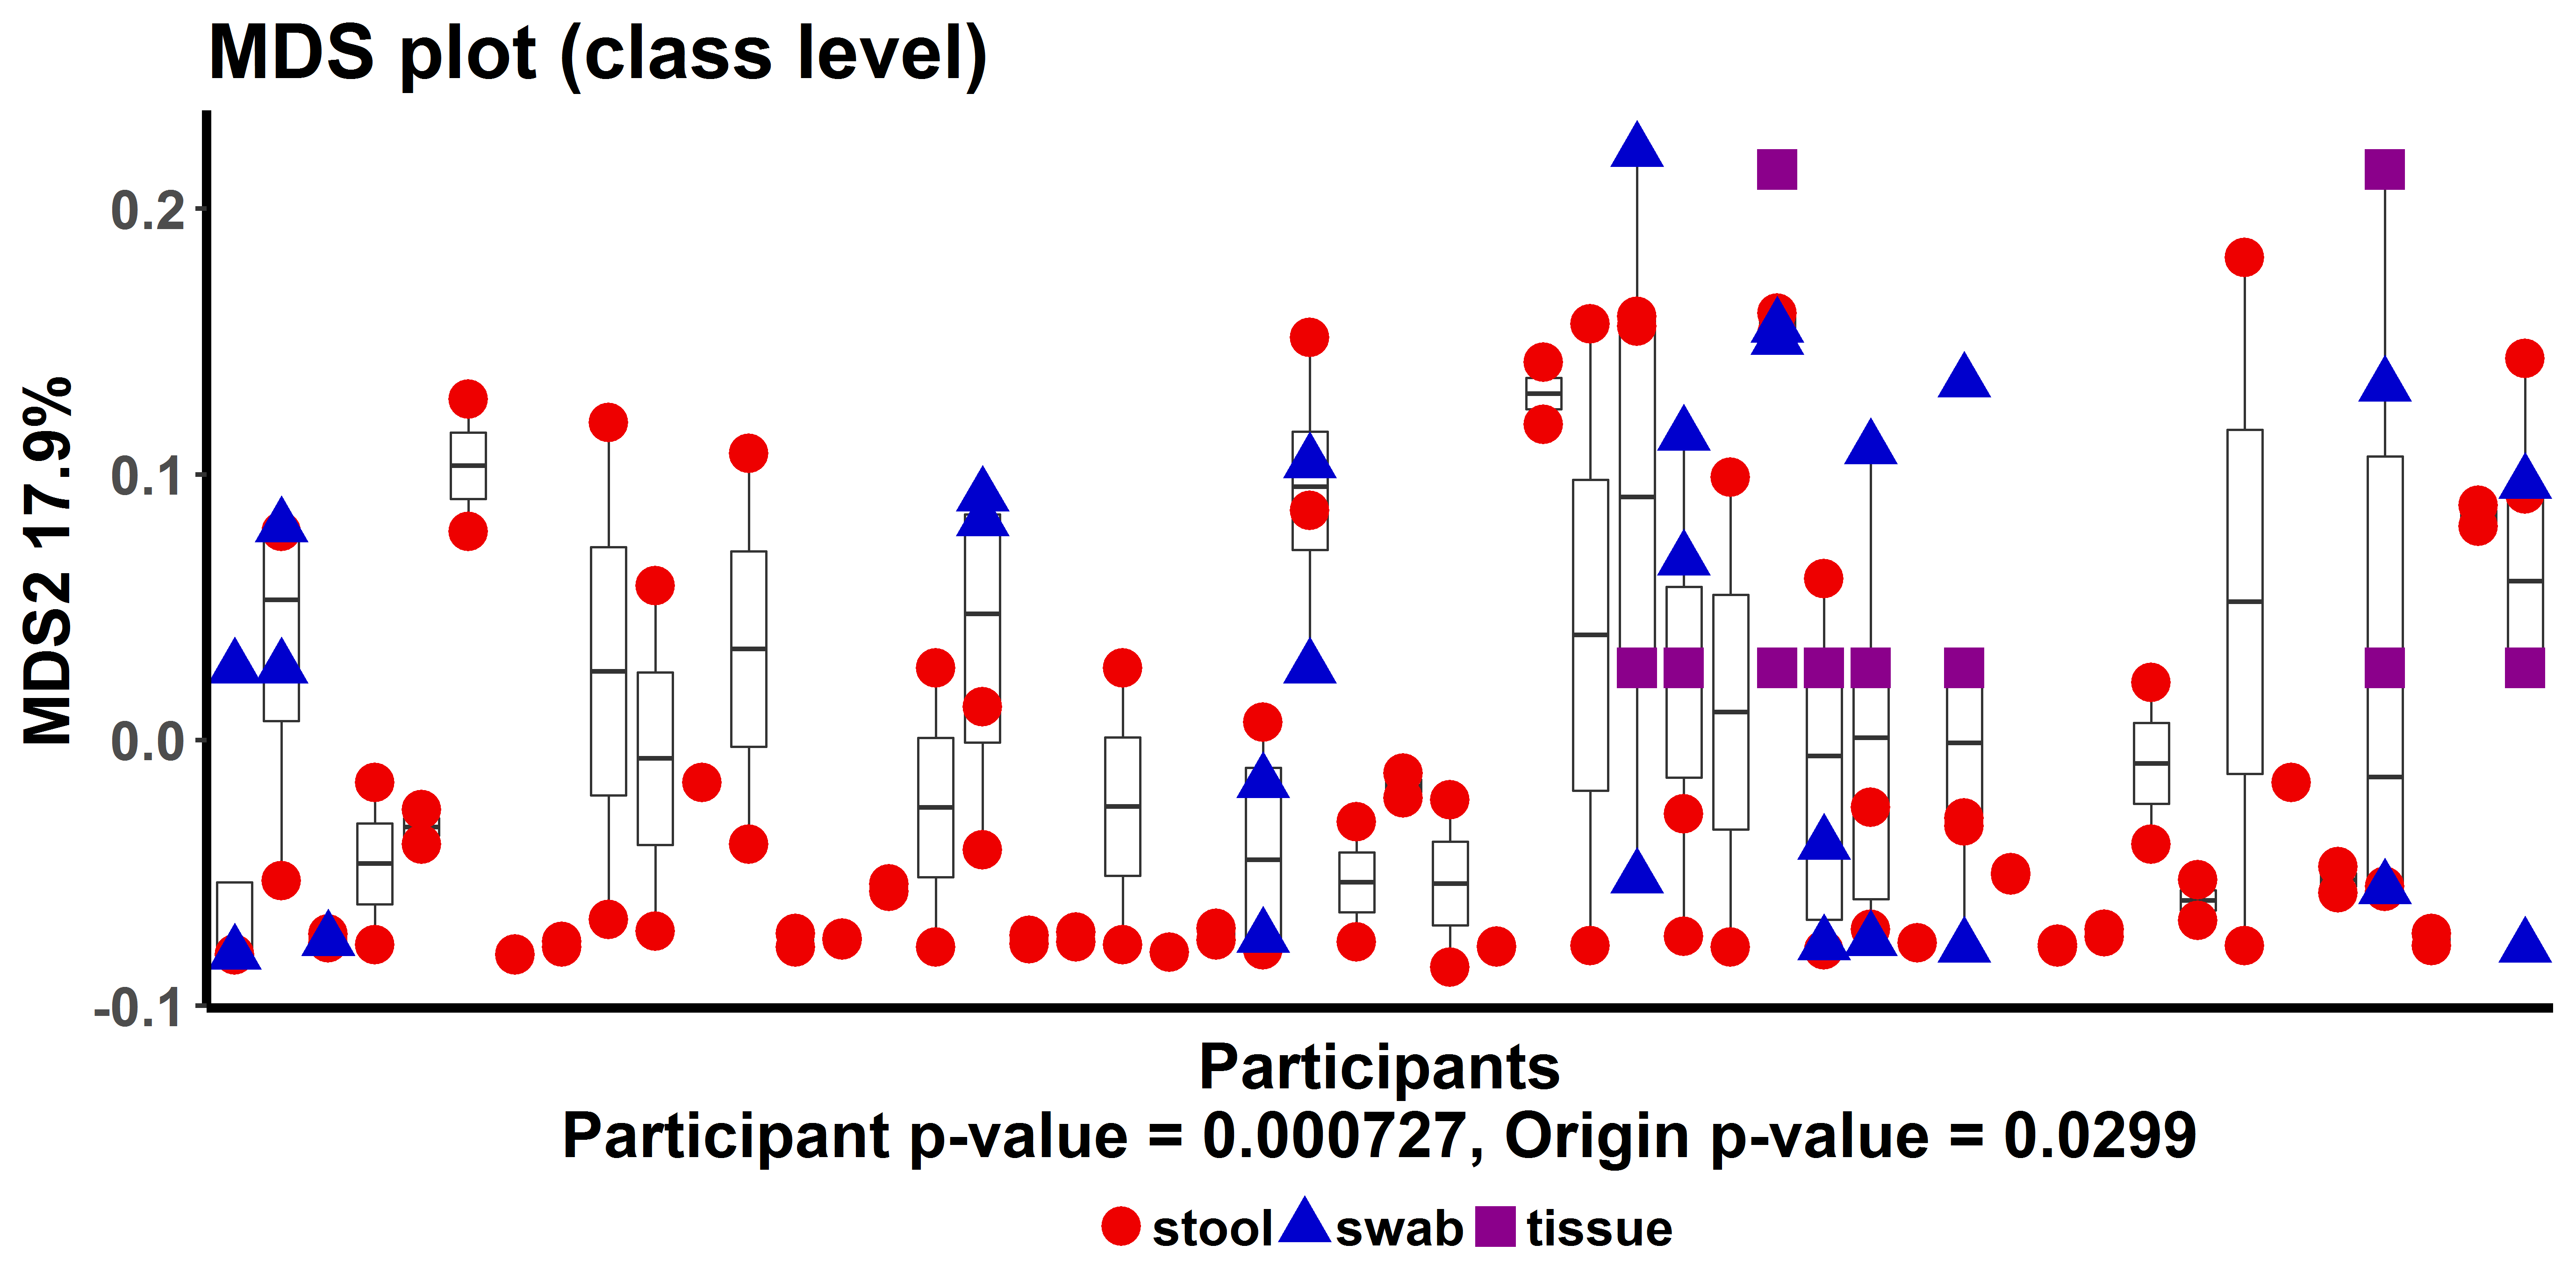 MDS plot (class level)
MDS2 17.9%
0.2
0.1
0.0
-0.1
Participants
Participant p-value = 0.000727, Origin p-value = 0.0299
stool swab tissue